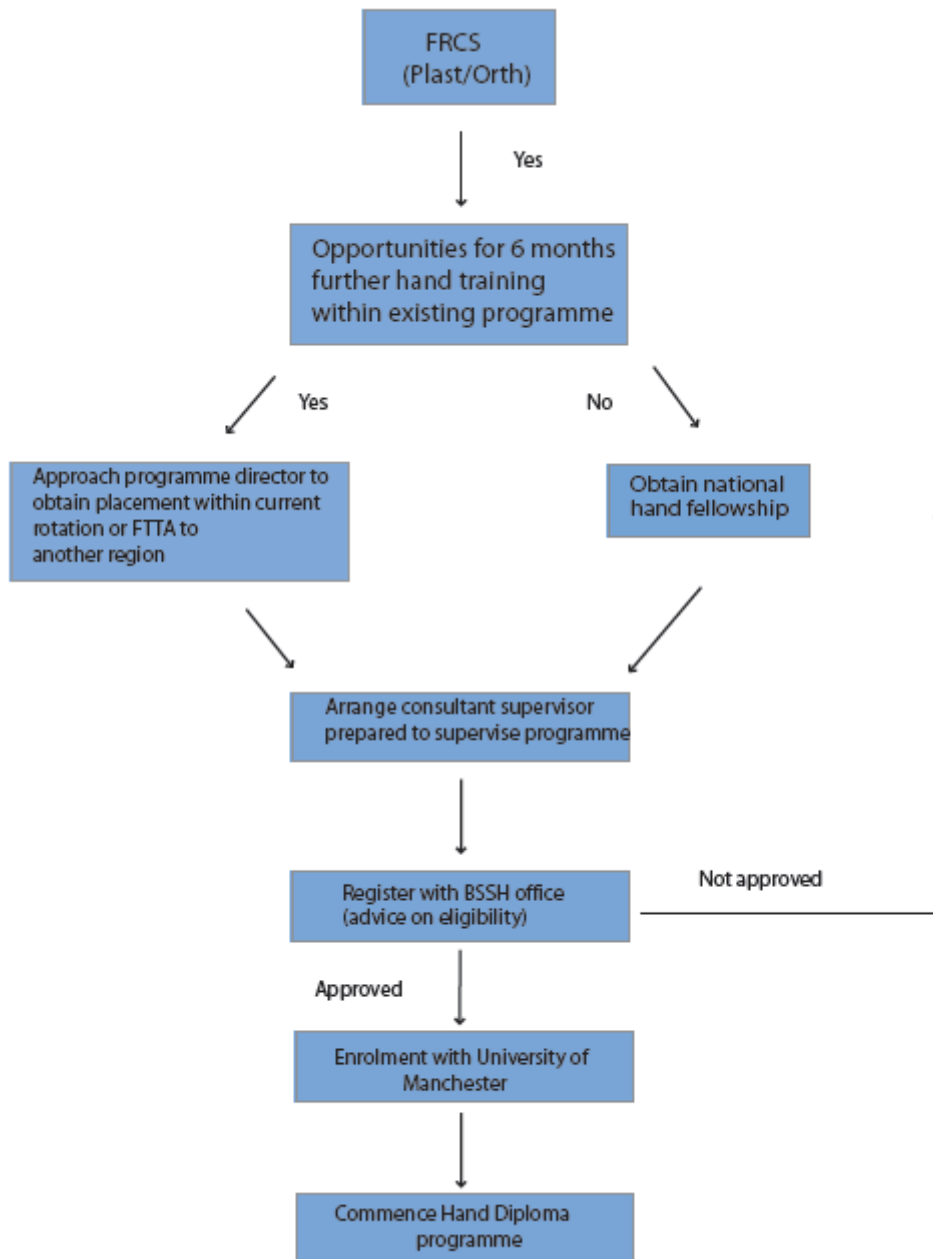 FRCS
(Plast/Orth)
Yes
Opportunities for 6 months
further hand training
within existing programme
Yes
No
Approach programme director to
obtain placement within current
rotation or FTTA to
another region
Obtain national
hand fellowship
Arrange consultant supervisor
prepared to supervise programme
Register with BSSH office
(advice on eligibility)
Not approved
Approved
Enrolment with University of
Manchester
Commence Hand Diploma
programme